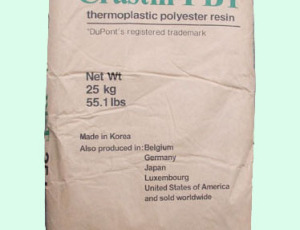 Crastin PBT
thermoplastic polyester resin
*DuPont's registered trademark
Net Wt
25 kg
55.1 lbs
Made in Korea
Also produced in: Belgium
Germany
Japan
Luxembourg
United States of America
and sold worldwide